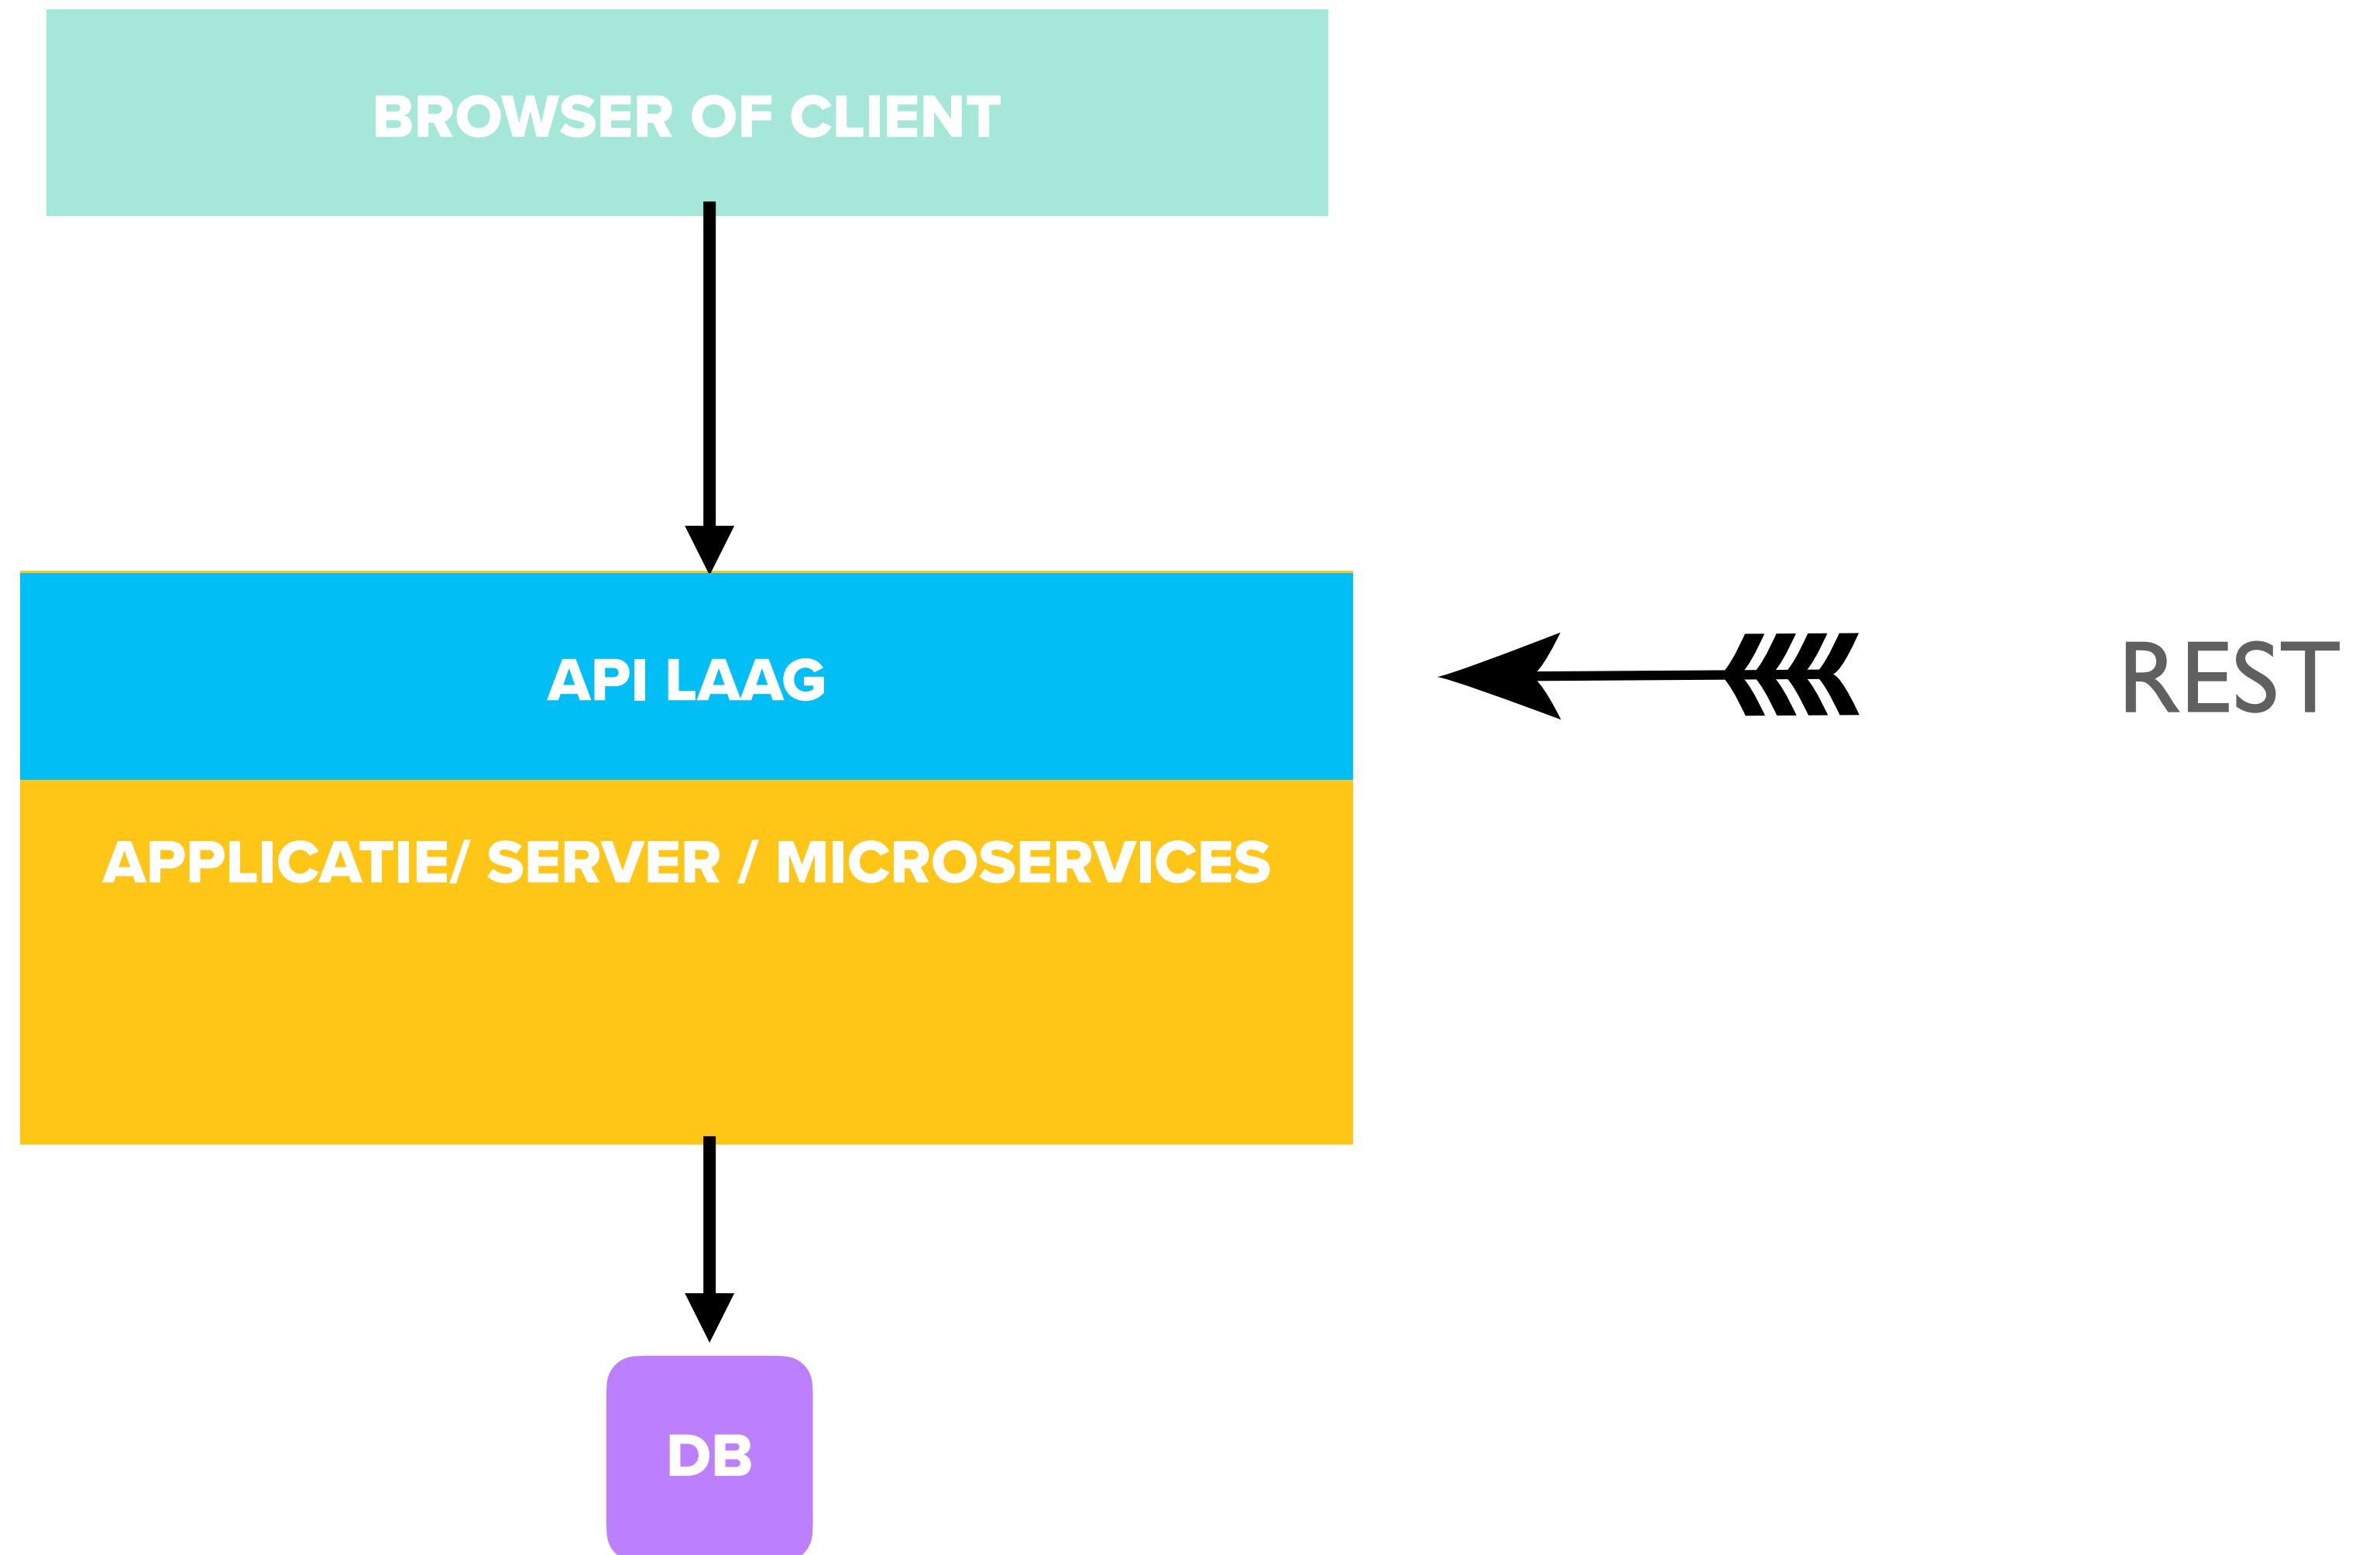 BROWSER OF CLIENT
API LAAG
REST
APPLICATIE/ SERVER / MICROSERVICES
DB